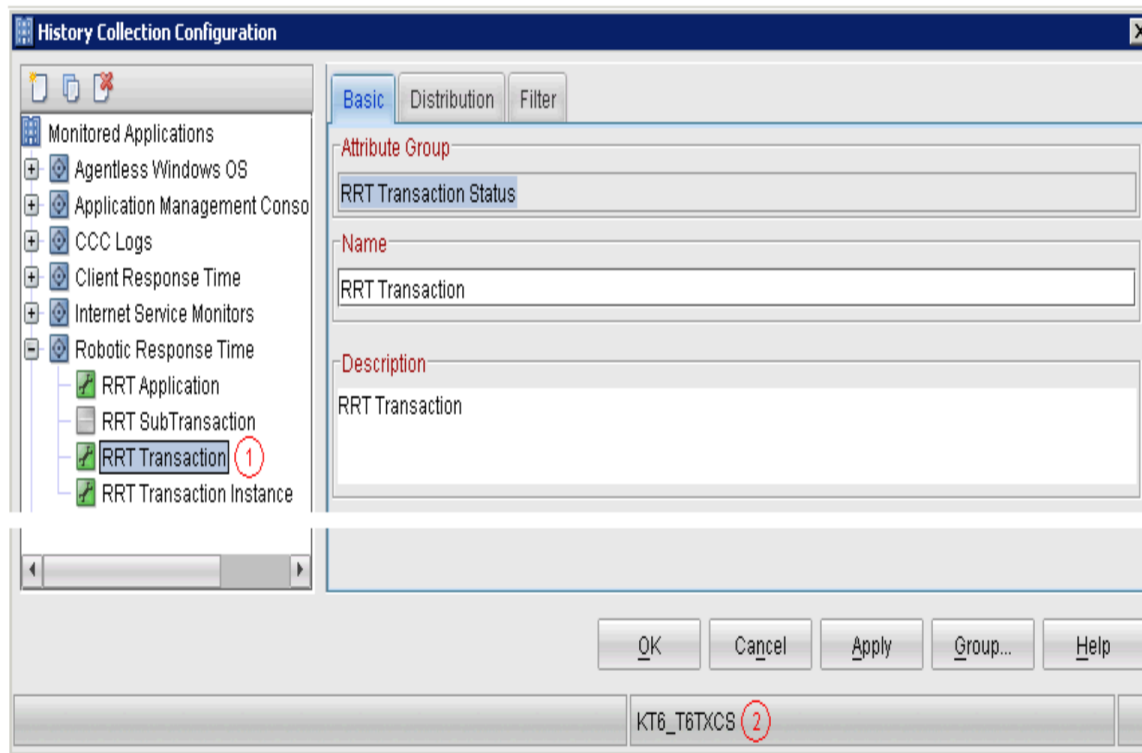 History Collection Configuration
Monitored Applications
Agentless Windows OS
Application Management Conso
CCC Logs
Client Response Time
Internet Service Monitors
Robotic Response Time
RRT Application
RRT SubTransaction
RRT Transaction 1
RRT Transaction Instance
Basic Distribution Filter
Attribute Group
RRT Transaction Status
Name
RRT Transaction
Description
RRT Transaction
OK Cancel Apply Group... Help
KT6_T6TXCS 2